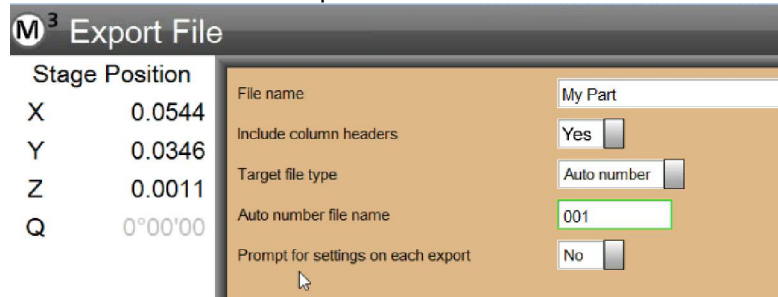 M³ Export File
Stage Position
X 0.0544
Y 0.0346
Z 0.0011
Q 0°00'00
File name My Part
Include column headers Yes
Target file type Auto number
Auto number file name 001
Prompt for settings on each export No